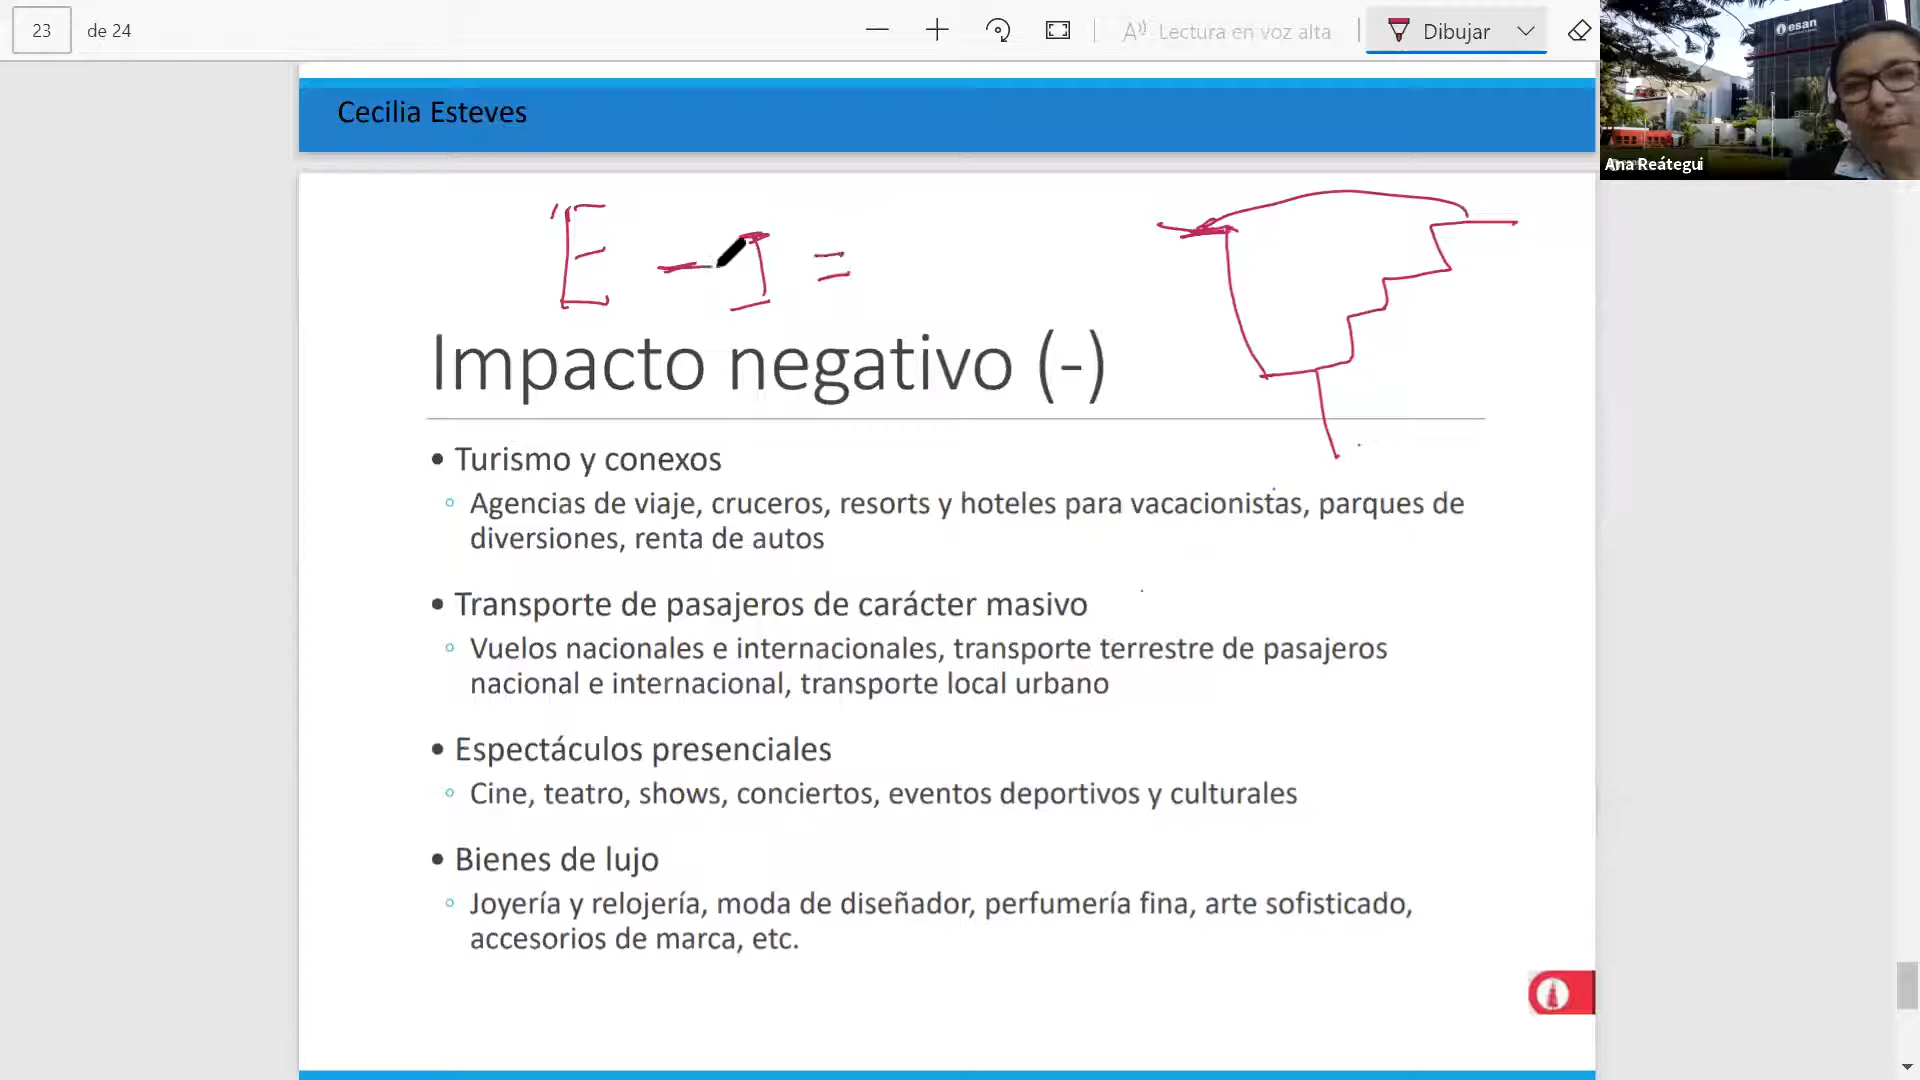 23 de 24
Lectura en voz alta
Dibujar
esan
Ana Reátegui
Cecilia Esteves
E - I =
Impacto negativo (-)
• Turismo y conexos
◦ Agencias de viaje, cruceros, resorts y hoteles para vacacionistas, parques de
diversiones, renta de autos
• Transporte de pasajeros de carácter masivo
◦ Vuelos nacionales e internacionales, transporte terrestre de pasajeros
nacional e internacional, transporte local urbano
• Espectáculos presenciales
◦ Cine, teatro, shows, conciertos, eventos deportivos y culturales
• Bienes de lujo
◦ Joyería y relojería, moda de diseñador, perfumería fina, arte sofisticado,
accesorios de marca, etc.